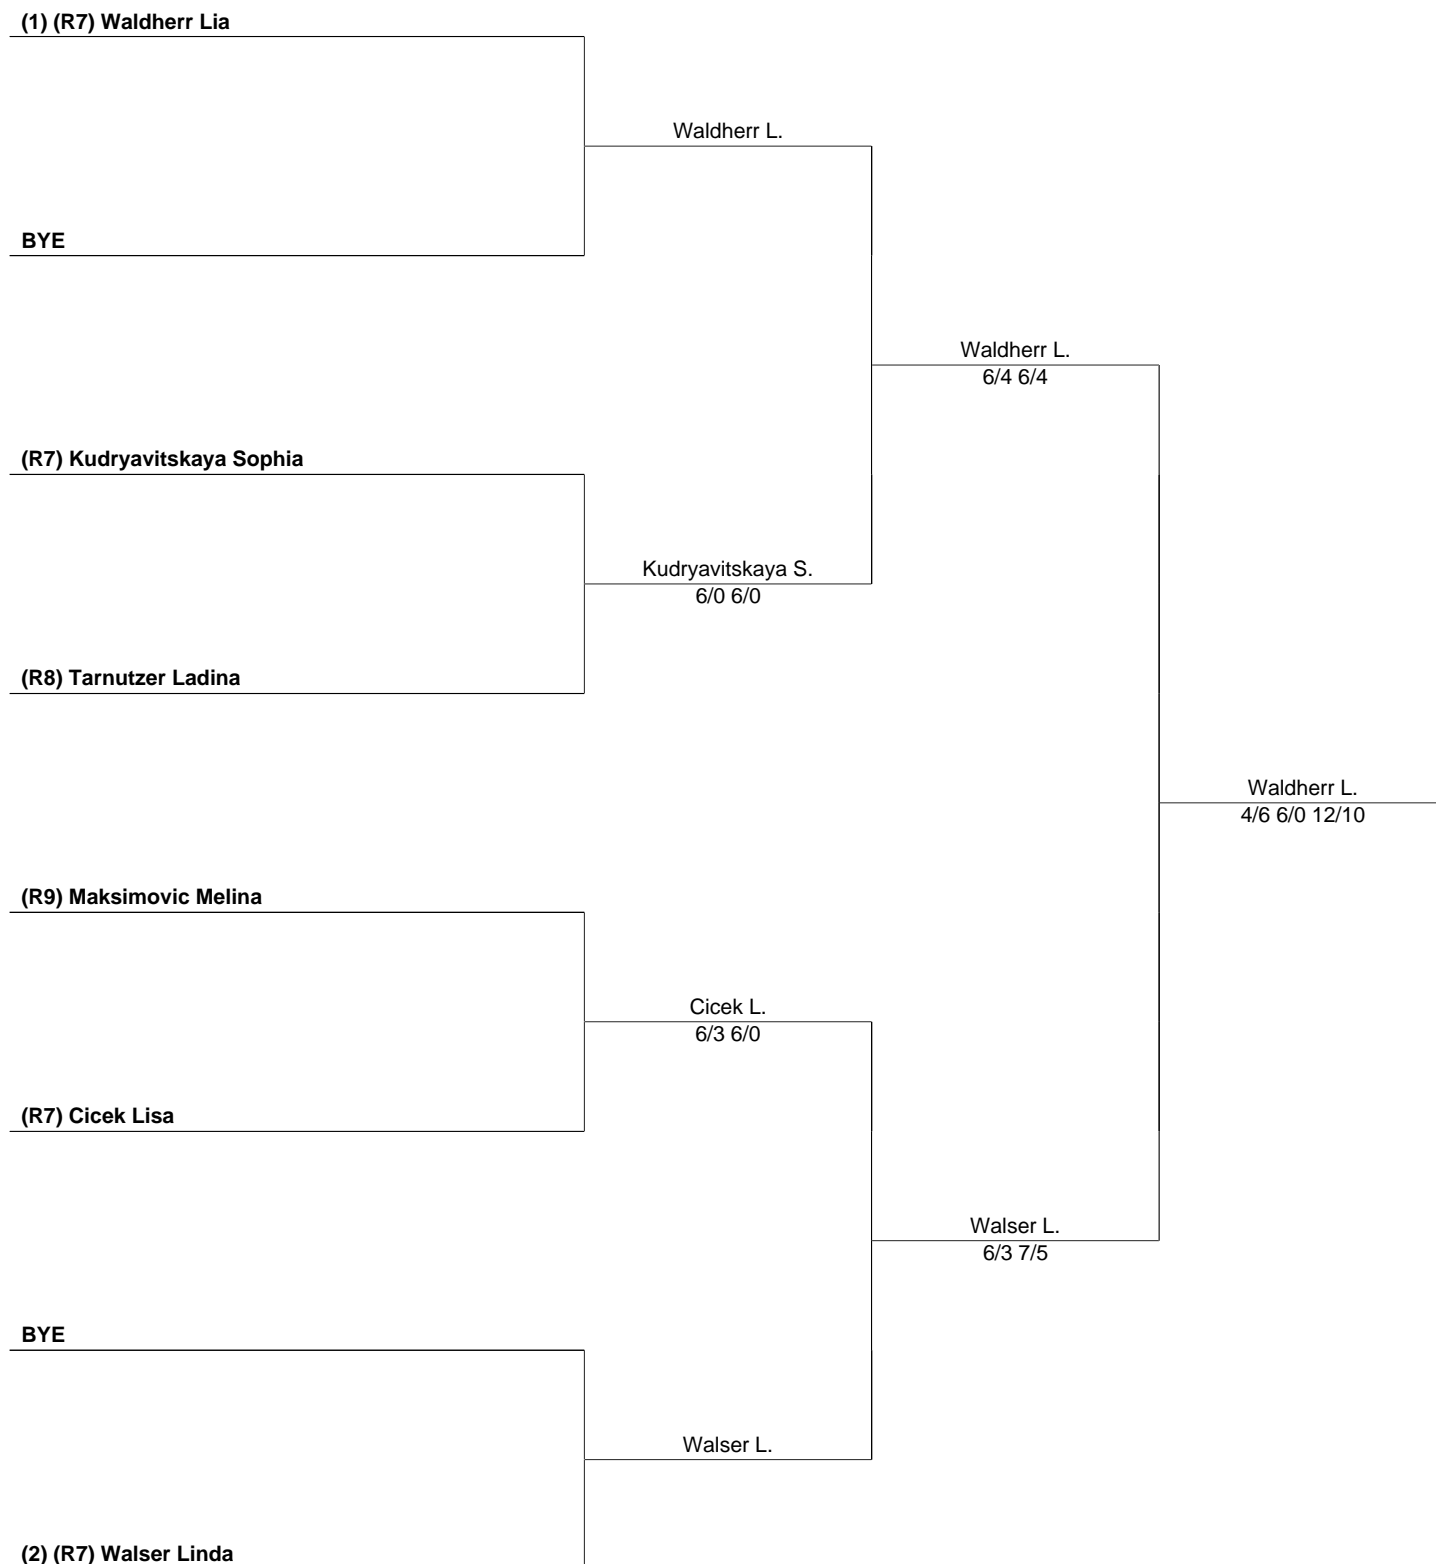 (1) (R7) Waldherr Lia
Waldherr L.
BYE
Waldherr L.
6/4 6/4
(R7) Kudryavitskaya Sophia
Kudryavitskaya S.
6/0 6/0
(R8) Tarnutzer Ladina
Waldherr L.
4/6 6/0 12/10
(R9) Maksimovic Melina
Cicek L.
6/3 6/0
(R7) Cicek Lisa
Walser L.
6/3 7/5
BYE
Walser L.
(2) (R7) Walser Linda